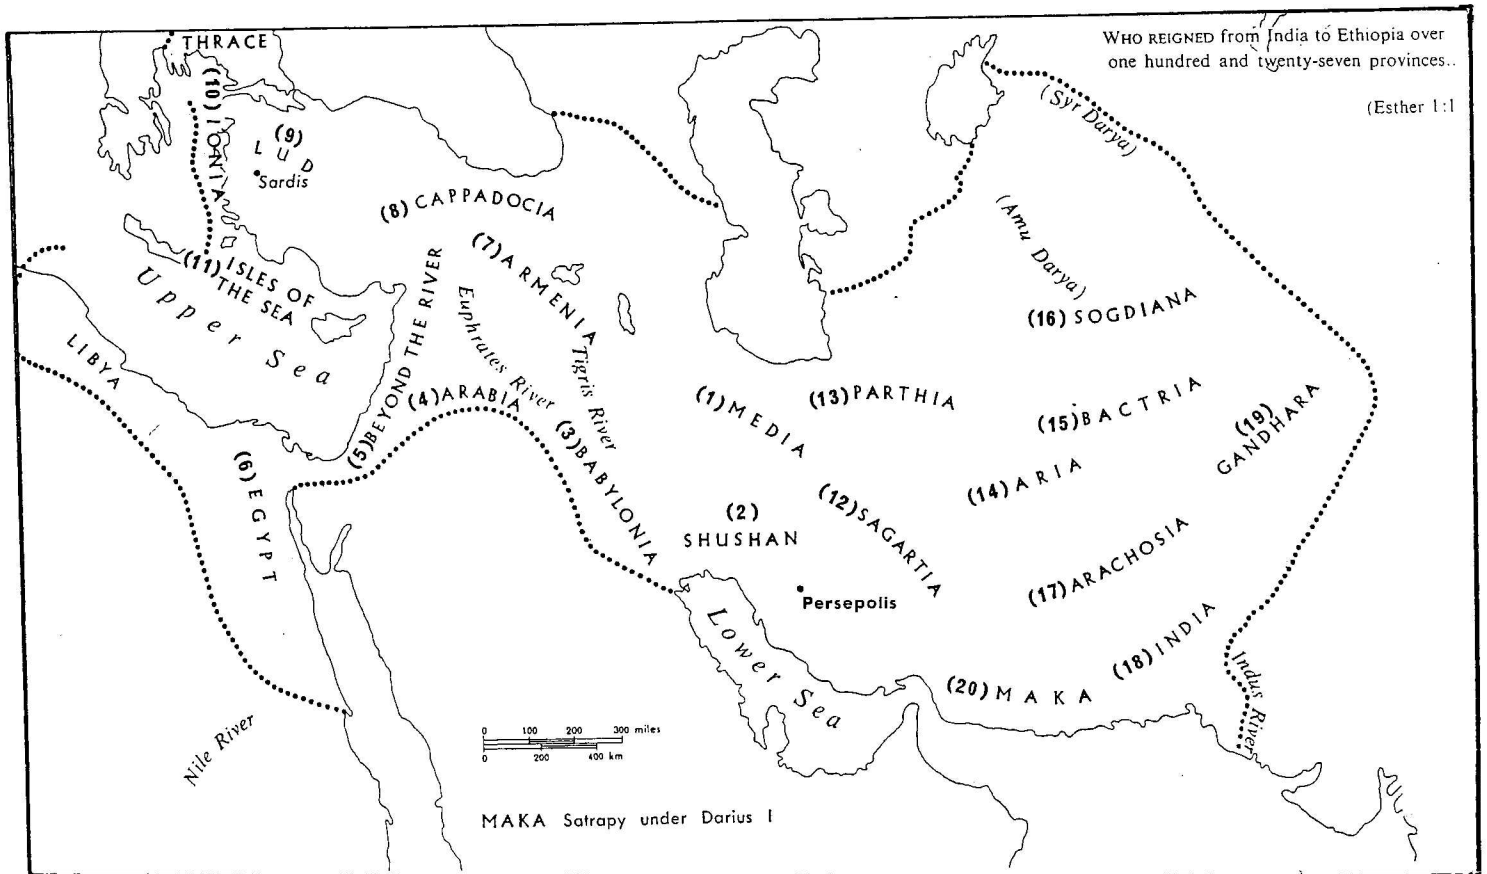 WHO REIGNED from India to Ethiopia over
one hundred and twenty-seven provinces..
(Esther 1:1
THRACE
(10) IONIA
(9)
LUD
Sardis
(8) CAPPADOCIA
(7) ARMENIA
(11) ISLES OF
THE SEA
Upper Sea
LIBYA
(5) BEYOND THE RIVER
Euphrates River
Tigris River
(4) ARABIA
(3) BABYLONIA
(6) EGYPT
Nile River
(1) MEDIA
(2)
SHUSHAN
Persepolis
Lower Sea
(12) SAGARTIA
(13) PARTHIA
(14) ARIA
(15) BACTRIA
(16) SOGDIANA
(Syr Darya)
(Amu Darya)
(19)
GANDHARA
(17) ARACHOSIA
(18) INDIA
(20) MAKA
Indus River
0 100 200 300 miles
0 200 400 km
MAKA Satrapy under Darius I